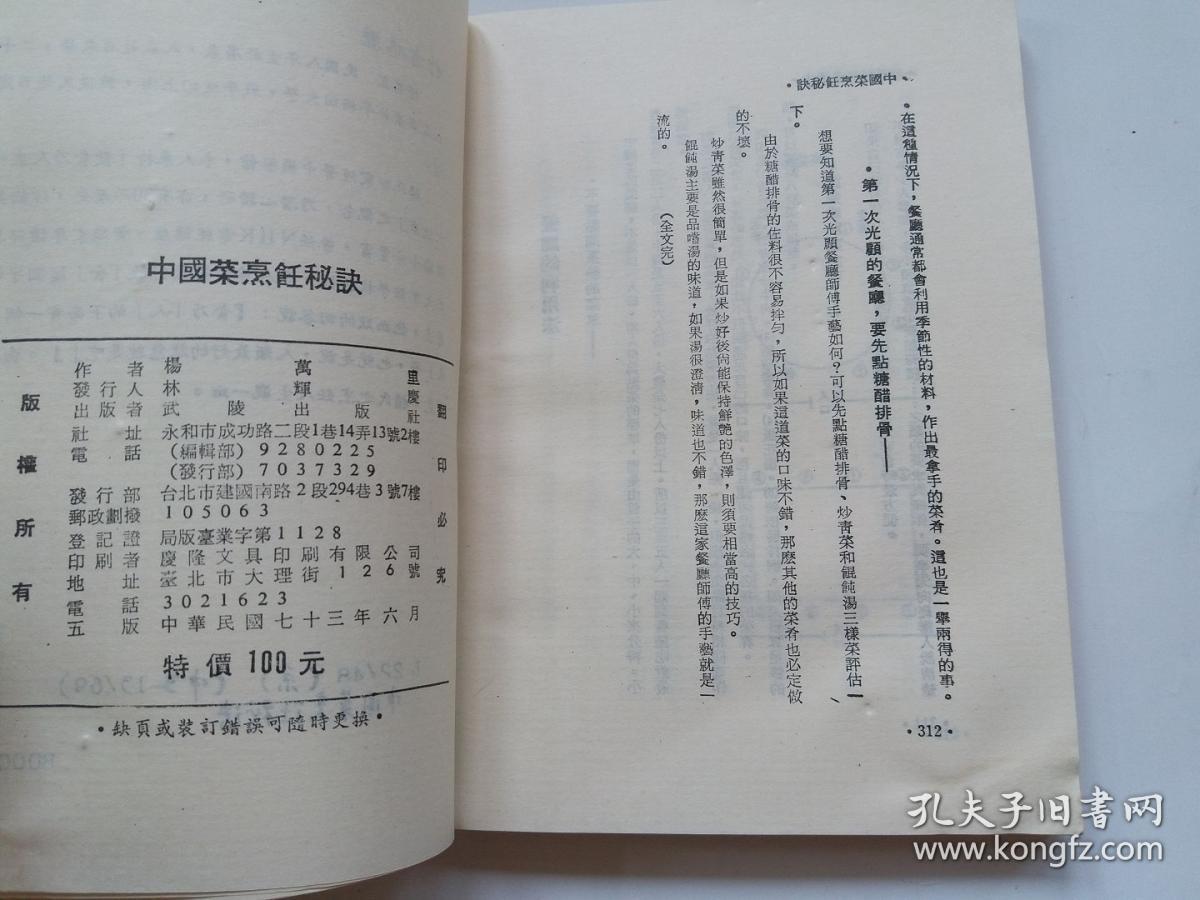 ・中國菜烹飪秘訣・
。在這種情況下，餐廳通常都會利用季節性的材料，作出最拿手的菜肴。這也是一舉兩得的事。
・第一次光顧的餐廳，要先點糖醋排骨——
想要知道第一次光顧餐廳師傅手藝如何？可以先點糖醋排骨、炒靑菜和餛飩湯三樣菜評估一
下。
由於糖醋排骨的佐料很不容易拌勻，所以如果這道菜的口味不錯，那麽其他的菜肴也必定做
的不壞。
炒靑菜雖然很簡單，但是如果炒好後尙能保持鮮艷的色澤，則須要相當高的技巧。
餛飩湯主要是品嚐湯的味道，如果湯很澄淸，味道也不錯，那麽這家餐廳師傅的手藝就是一
流的。
（全文完）
・312・
中國菜烹飪秘訣
版權所有
翻印必究
作者 楊萬里
發行人 林輝慶
出版者 武陵出版社
社址 永和市成功路二段1巷14弄13號2樓
電話 (編輯部) 9280225
(發行部) 7037329
發行部 台北市建國南路2段294巷3號7樓
郵政劃撥 105063
登記證 局版臺業字第1128
印刷者 慶隆文具印刷有限公司
地址 臺北市大理街126號
電話 3021623
五版 中華民國七十三年六月
特價100元
・缺頁或裝訂錯誤可隨時更換・
孔夫子旧书网
www.kongfz.com